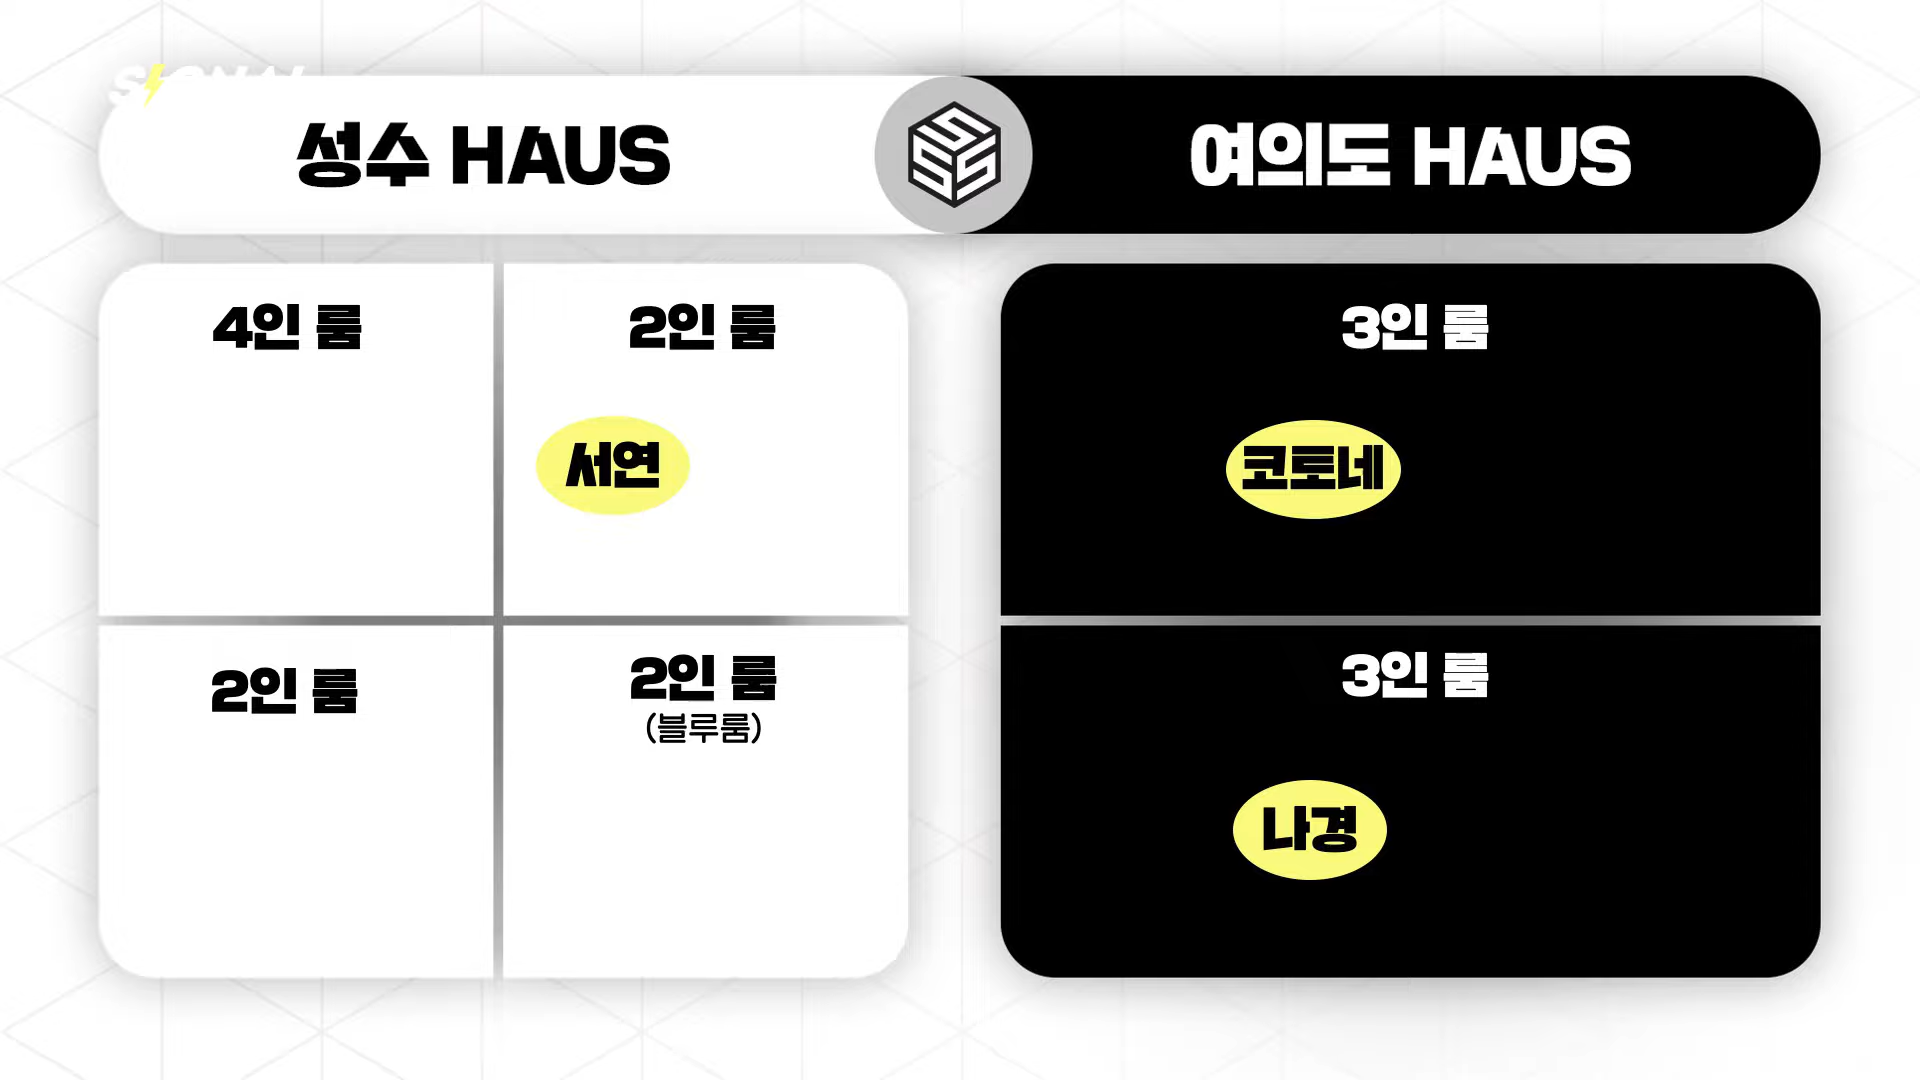 SIGNAL
성수 HAUS
여의도 HAUS
4인 룸
2인 룸
서연
2인 룸
2인 룸
(블루룸)
3인 룸
코토네
3인 룸
나경